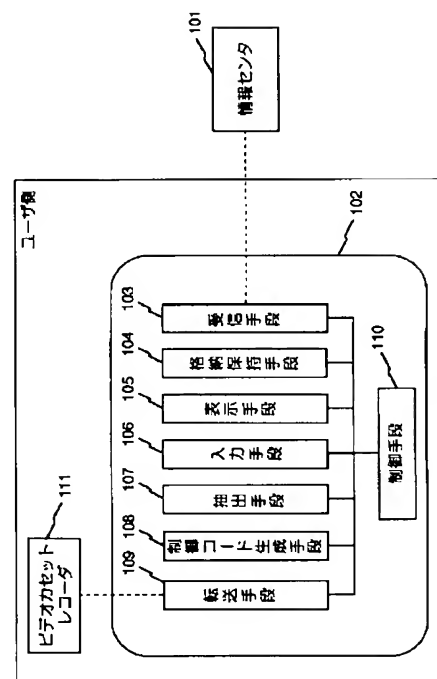 ユーザ側
101
情報センタ
102
103
受信手段
104
格納保持手段
105
表示手段
106
入力手段
107
抽出手段
108
制御コード生成手段
109
転送手段
110
制御手段
111
ビデオカセット
レコーダ